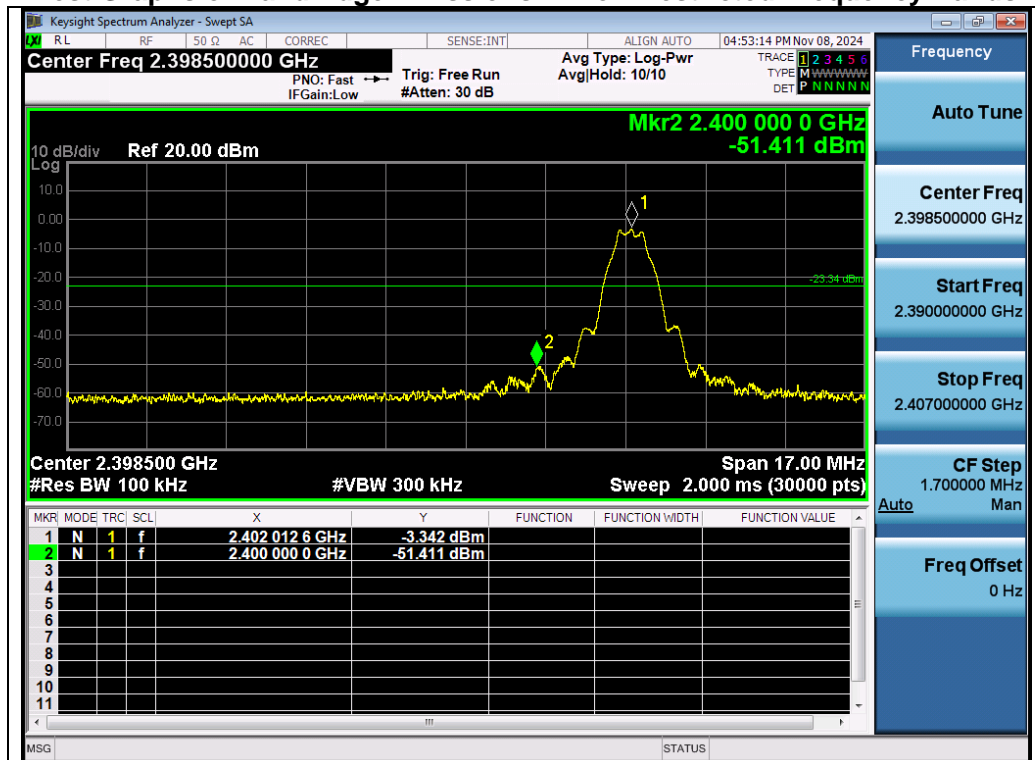 Keysight Spectrum Analyzer - Swept SA
LXI RL RF 50 Ω AC CORREC SENSE:INT ALIGN AUTO 04:53:14 PM Nov 08, 2024
Center Freq 2.398500000 GHz
PNO: Fast
IFGain:Low
Trig: Free Run
#Atten: 30 dB
Avg Type: Log-Pwr
Avg|Hold: 10/10
TRACE 1 2 3 4 5 6
TYPE M WWWWW
DET P N N N N N
Mkr2 2.400 000 0 GHz
-51.411 dBm
10 dB/div Ref 20.00 dBm
Log
10.0
0.00
-10.0
-20.0
-30.0
-40.0
-50.0
-60.0
-70.0
1
-23.34 dBm
2
Center 2.398500 GHz Span 17.00 MHz
#Res BW 100 kHz #VBW 300 kHz Sweep 2.000 ms (30000 pts)
MKR MODE TRC SCL X Y FUNCTION FUNCTION WIDTH FUNCTION VALUE
1 N 1 f 2.402 012 6 GHz -3.342 dBm
2 N 1 f 2.400 000 0 GHz -51.411 dBm
3
4
5
6
7
8
9
10
11
MSG STATUS
Frequency
Auto Tune
Center Freq
2.398500000 GHz
Start Freq
2.390000000 GHz
Stop Freq
2.407000000 GHz
CF Step
1.700000 MHz
Auto Man
Freq Offset
0 Hz